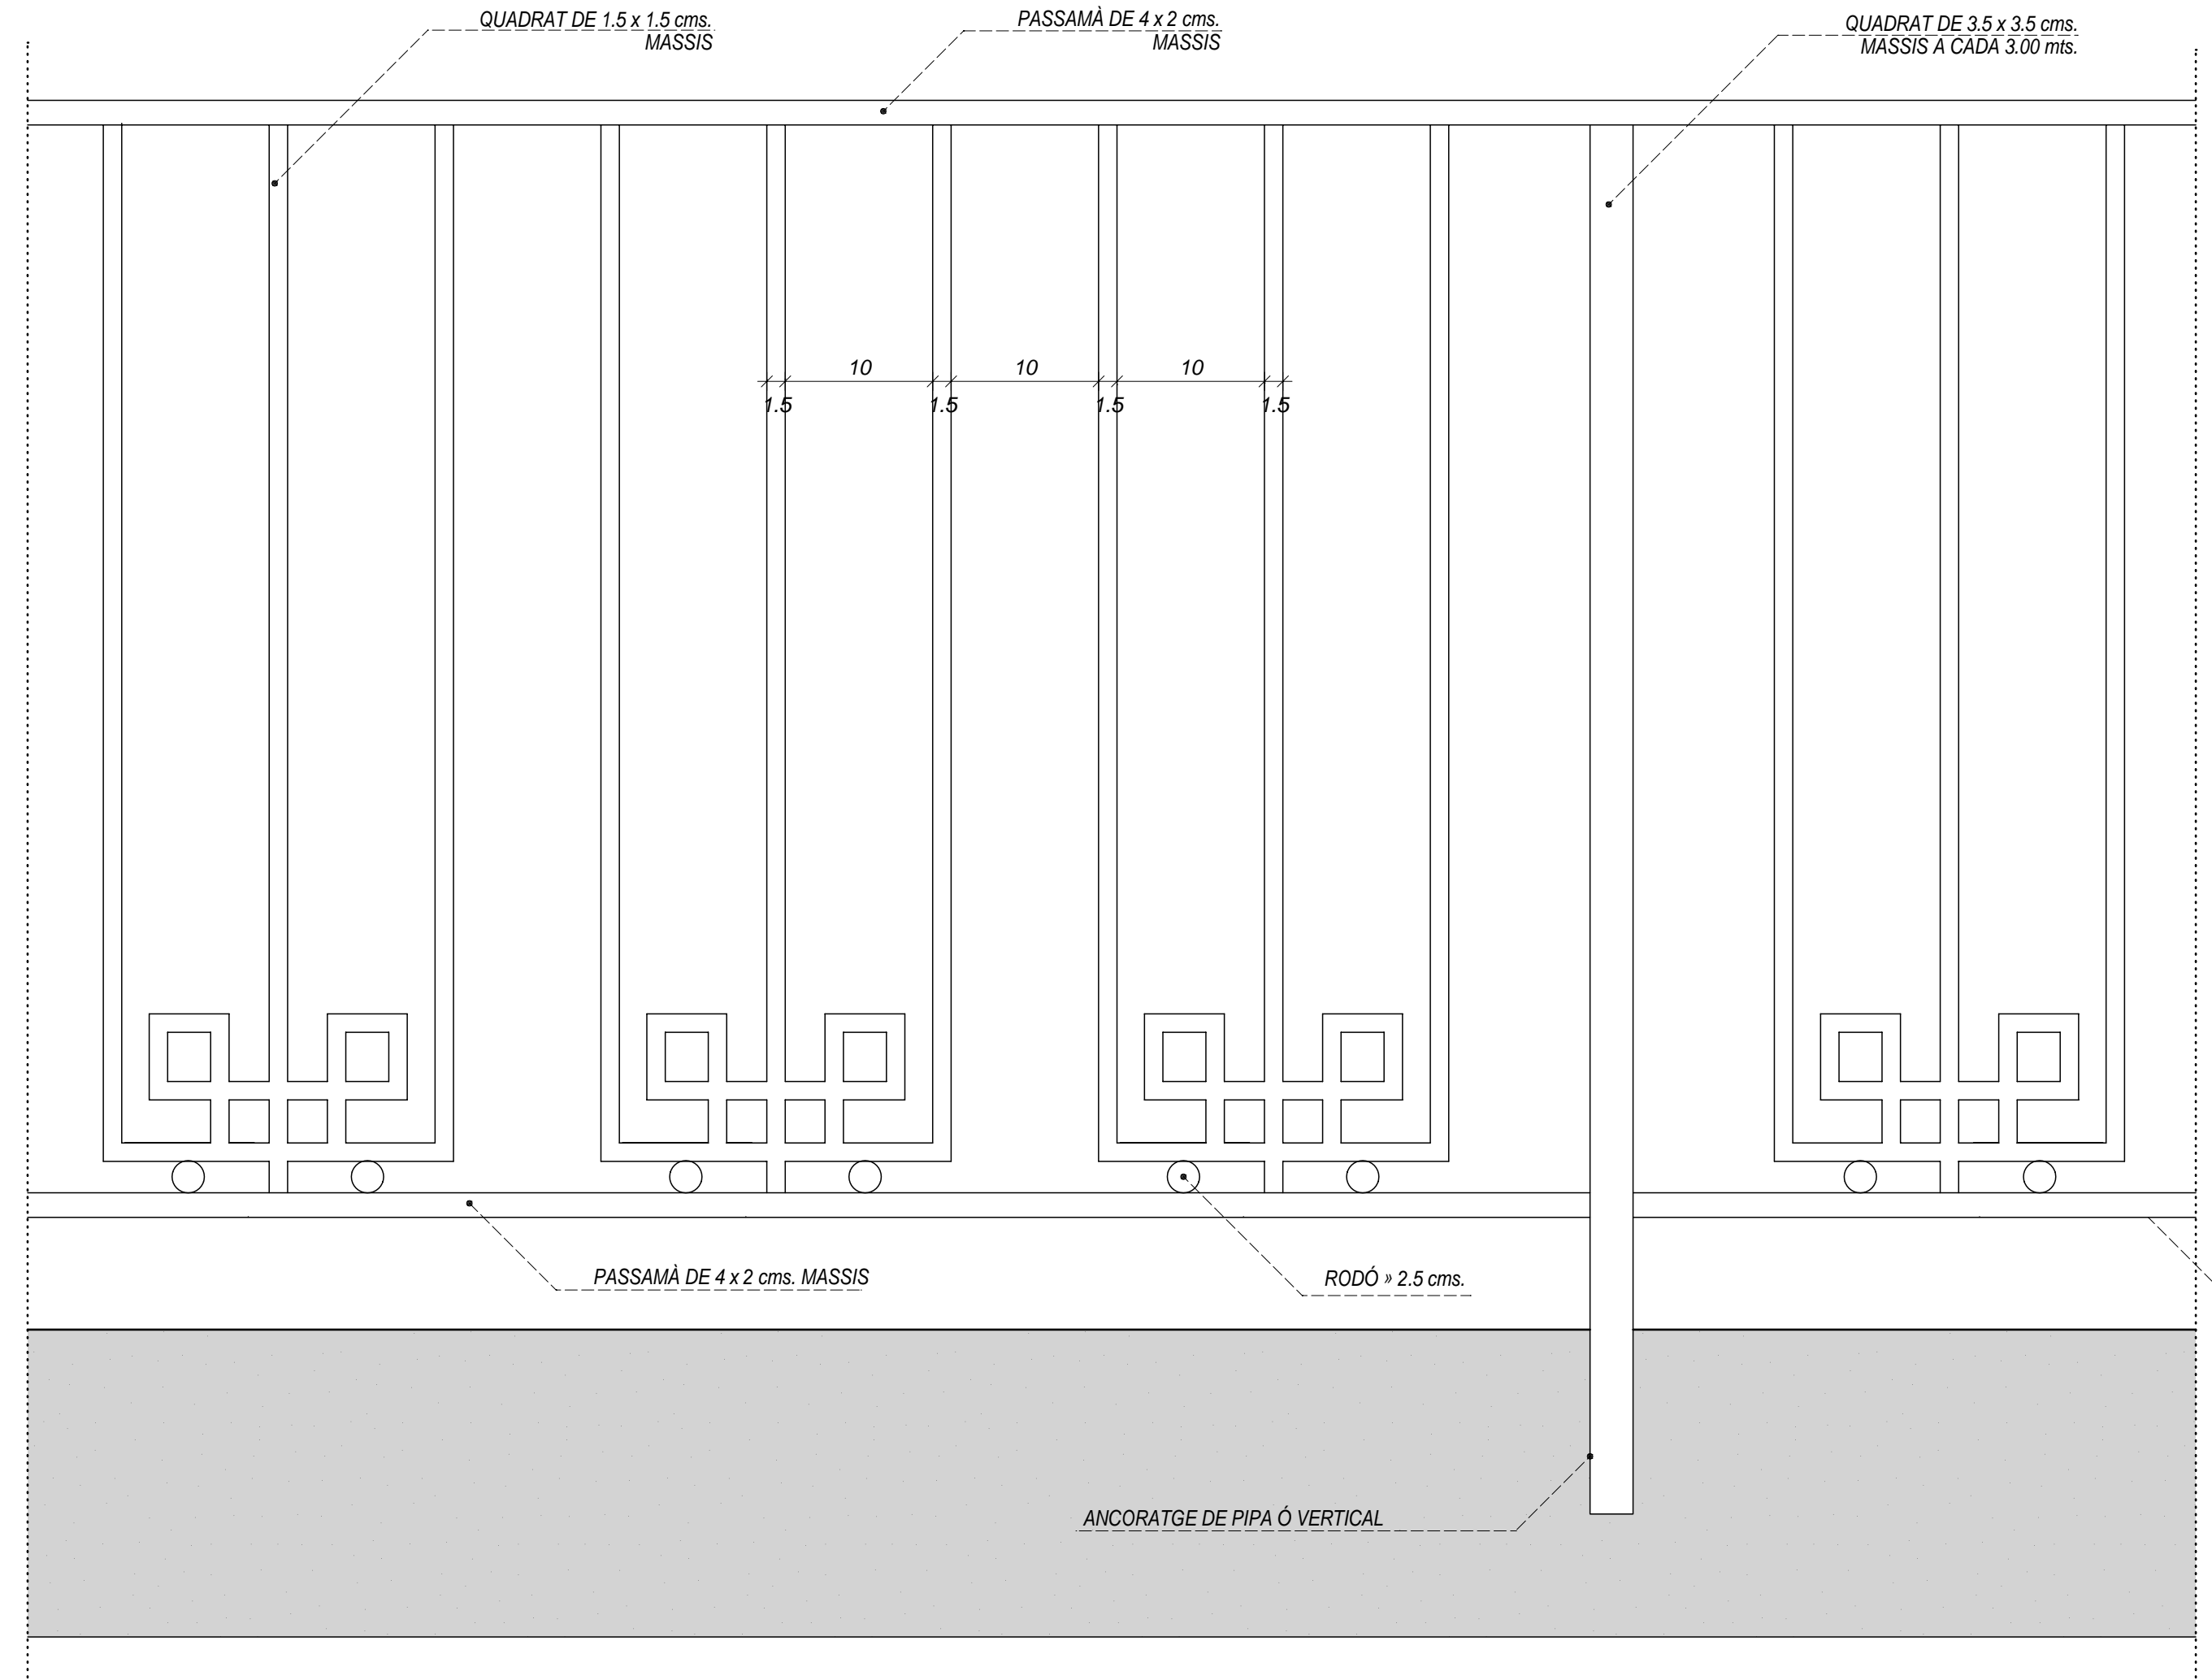 QUADRAT DE 1.5 x 1.5 cms.
MASSIS
PASSAMÀ DE 4 x 2 cms.
MASSIS
QUADRAT DE 3.5 x 3.5 cms.
MASSIS A CADA 3.00 mts.
10 10 10
1.5 1.5 1.5 1.5
PASSAMÀ DE 4 x 2 cms. MASSIS
RODÓ » 2.5 cms.
ANCORATGE DE PIPA Ó VERTICAL